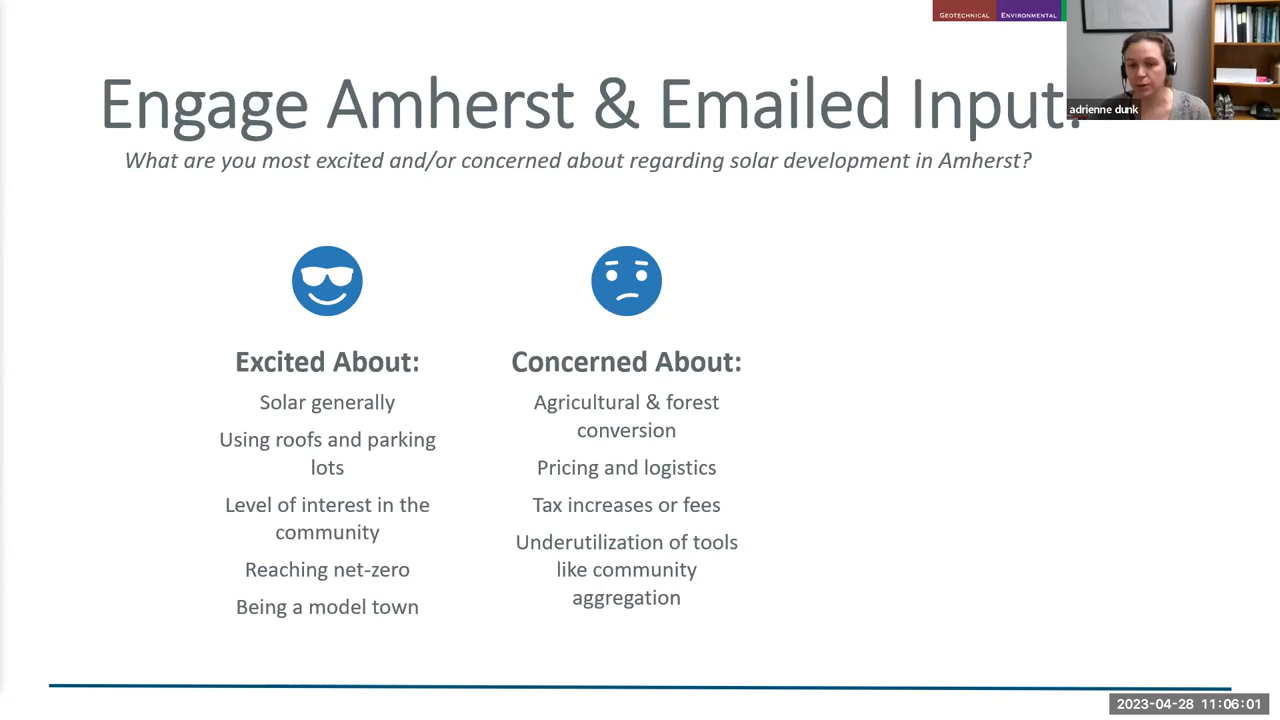 GEOTECHNICAL ENVIRONMENTAL
Engage Amherst & Emailed Input:
adrienne dunk
What are you most excited and/or concerned about regarding solar development in Amherst?
Excited About:
Solar generally
Using roofs and parking
lots
Level of interest in the
community
Reaching net-zero
Being a model town
Concerned About:
Agricultural & forest
conversion
Pricing and logistics
Tax increases or fees
Underutilization of tools
like community
aggregation
2023-04-28 11:06:01